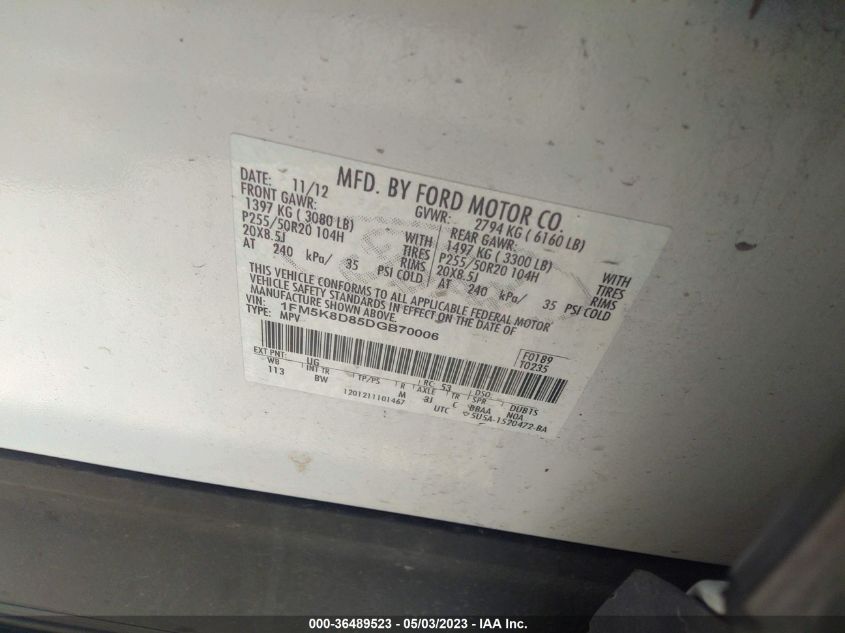 MFD. BY FORD MOTOR CO.
DATE: 11/12 GVWR: 2794 KG ( 6160 LB)
FRONT GAWR: REAR GAWR:
1397 KG ( 3080 LB) WITH 1497 KG ( 3300 LB) WITH
P255/50R20 104H TIRES P255/50R20 104H TIRES
20X8.5J RIMS 20X8.5J RIMS
AT 240 kPa/ 35 PSI COLD AT 240 kPa/ 35 PSI COLD
THIS VEHICLE CONFORMS TO ALL APPLICABLE FEDERAL MOTOR
VEHICLE SAFETY STANDARDS IN EFFECT ON THE DATE OF
MANUFACTURE SHOWN ABOVE.
VIN: 1FM5K8D85DGB70006
TYPE: MPV
F01B9
T0235
EXT PNT: UG RC: 53 DSO:
WB INT TR TP/PS R AXLE TR SPR DUBTS
113 BW M 3J C BBAA NOA
1201211101467 UTC 5U5A-1520472-BA
000-36489523 - 05/03/2023 - IAA Inc.